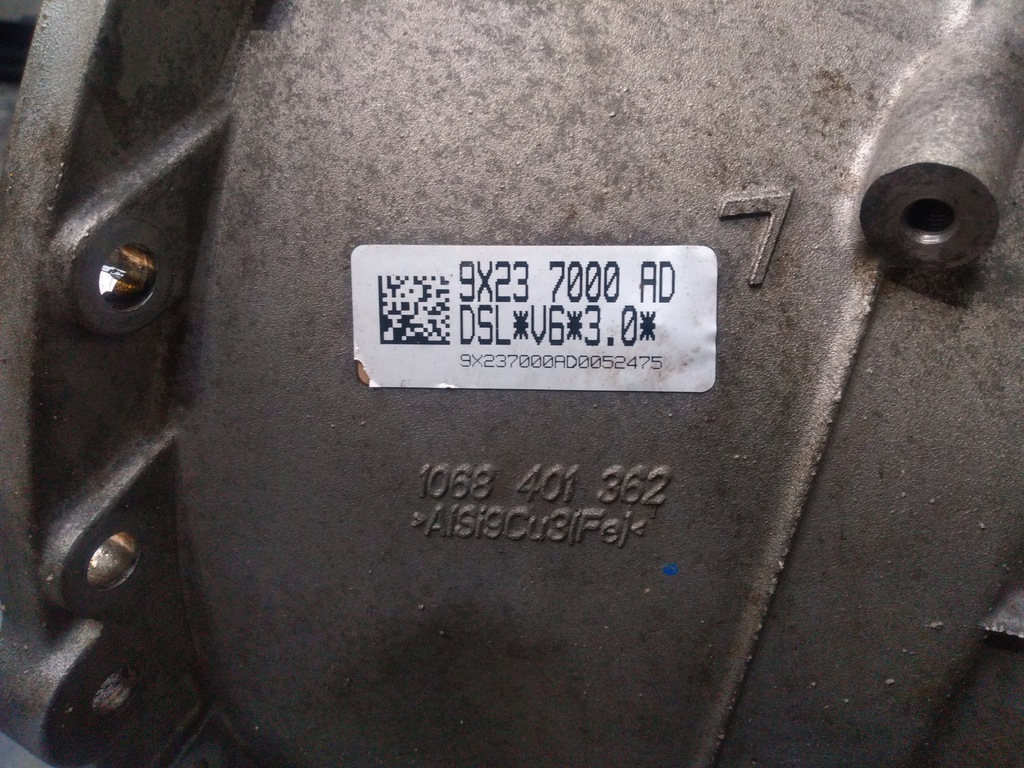 7
9X23 7000 AD
DSL*V6*3.0*
9X237000AD0052475
1068 401 362
>AlSi9Cu3(Fe)<